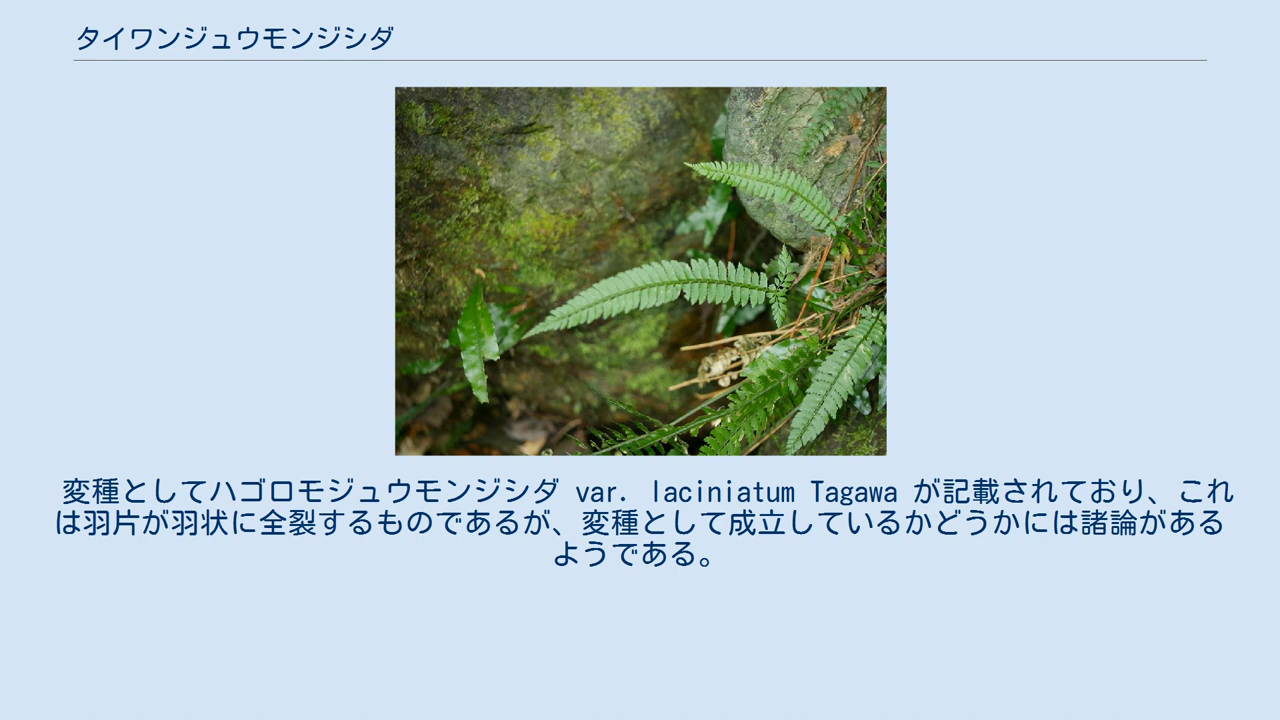 タイワンジュウモンジシダ
変種としてハゴロモジュウモンジシダ var. laciniatum Tagawa が記載されており、これ
は羽片が羽状に全裂するものであるが、変種として成立しているかどうかには諸論がある
ようである。